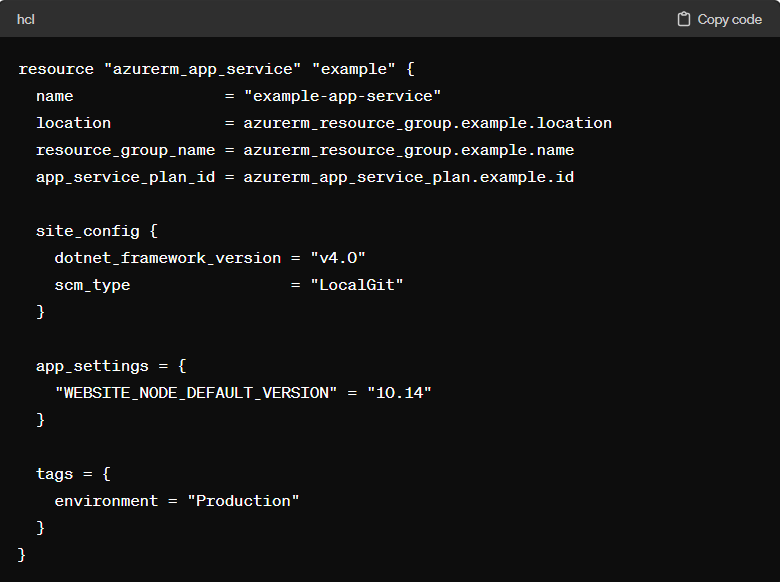 hcl
Copy code
resource "azurerm_app_service" "example" {
  name                = "example-app-service"
  location            = azurerm_resource_group.example.location
  resource_group_name = azurerm_resource_group.example.name
  app_service_plan_id = azurerm_app_service_plan.example.id

  site_config {
    dotnet_framework_version = "v4.0"
    scm_type                 = "LocalGit"
  }

  app_settings = {
    "WEBSITE_NODE_DEFAULT_VERSION" = "10.14"
  }

  tags = {
    environment = "Production"
  }
}